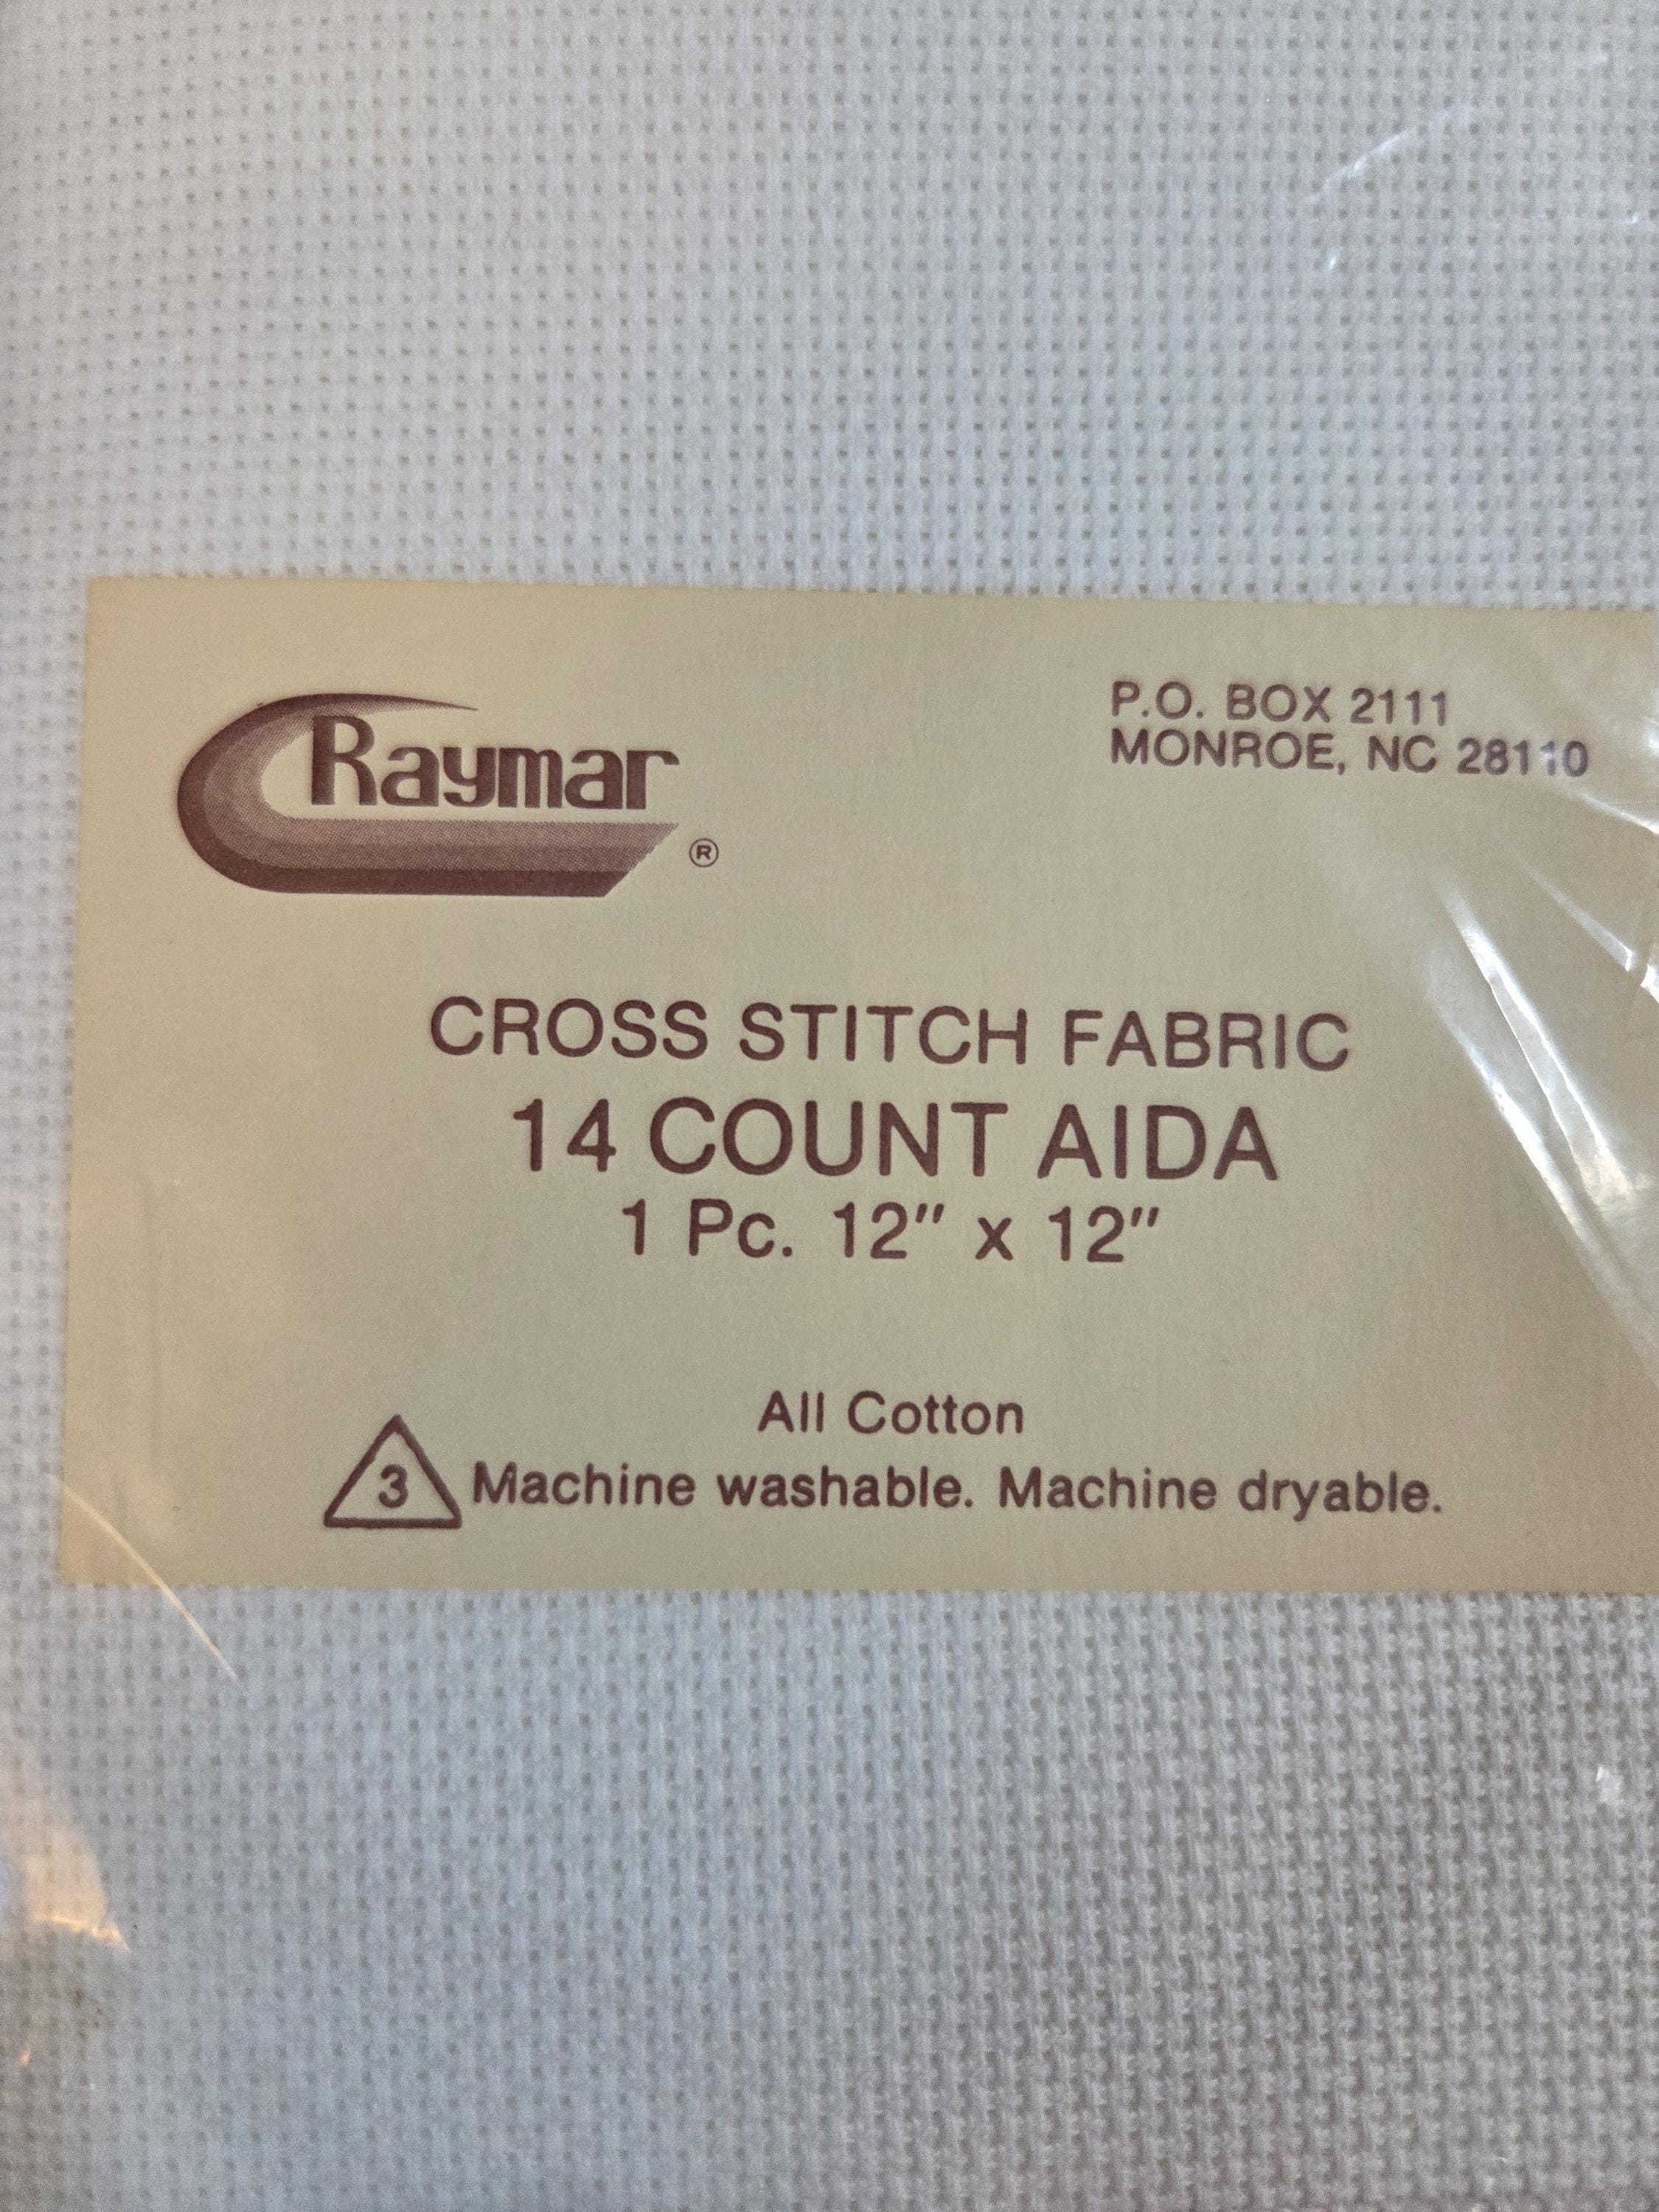 Raymar
®
P.O. BOX 2111
MONROE, NC 28110
CROSS STITCH FABRIC
14 COUNT AIDA
1 Pc. 12" x 12"
All Cotton
3 Machine washable. Machine dryable.